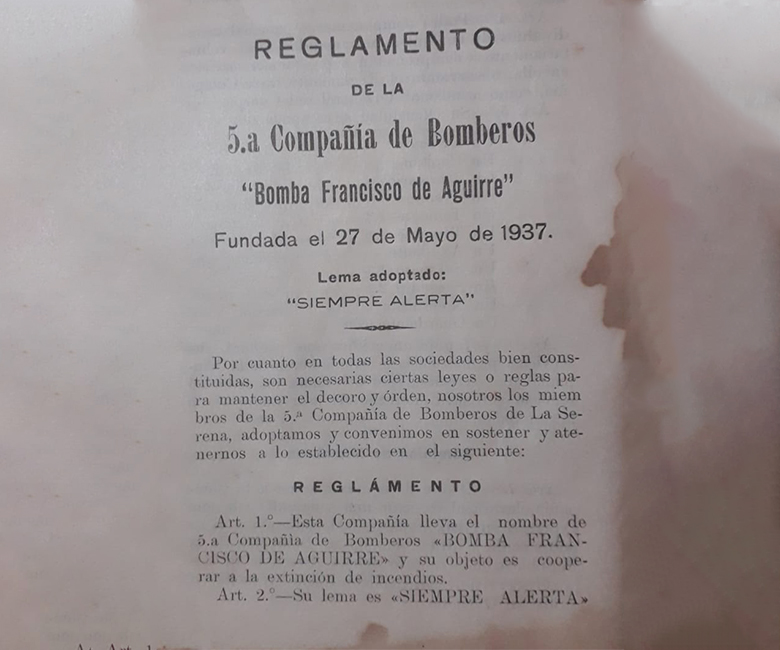 REGLAMENTO
DE LA
5.a Compañía de Bomberos
"Bomba Francisco de Aguirre"
Fundada el 27 de Mayo de 1937.
Lema adoptado:
"SIEMPRE ALERTA"
Por cuanto en todas las sociedades bien cons-
tituidas, son necesarias ciertas leyes o reglas pa-
ra mantener el decoro y órden, nosotros los miem
bros de la 5.ª Compañía de Bomberos de La Se-
rena, adoptamos y convenimos en sostener y ate-
nernos a lo establecido en el siguiente:
REGLÁMENTO
Art. 1.º—Esta Compañía lleva el nombre de
5.a Compañia de Bomberos «BOMBA FRAN-
CISCO DE AGUIRRE» y su objeto es coope-
rar a la extinción de incendios.
Art. 2.º—Su lema es «SIEMPRE ALERTA»